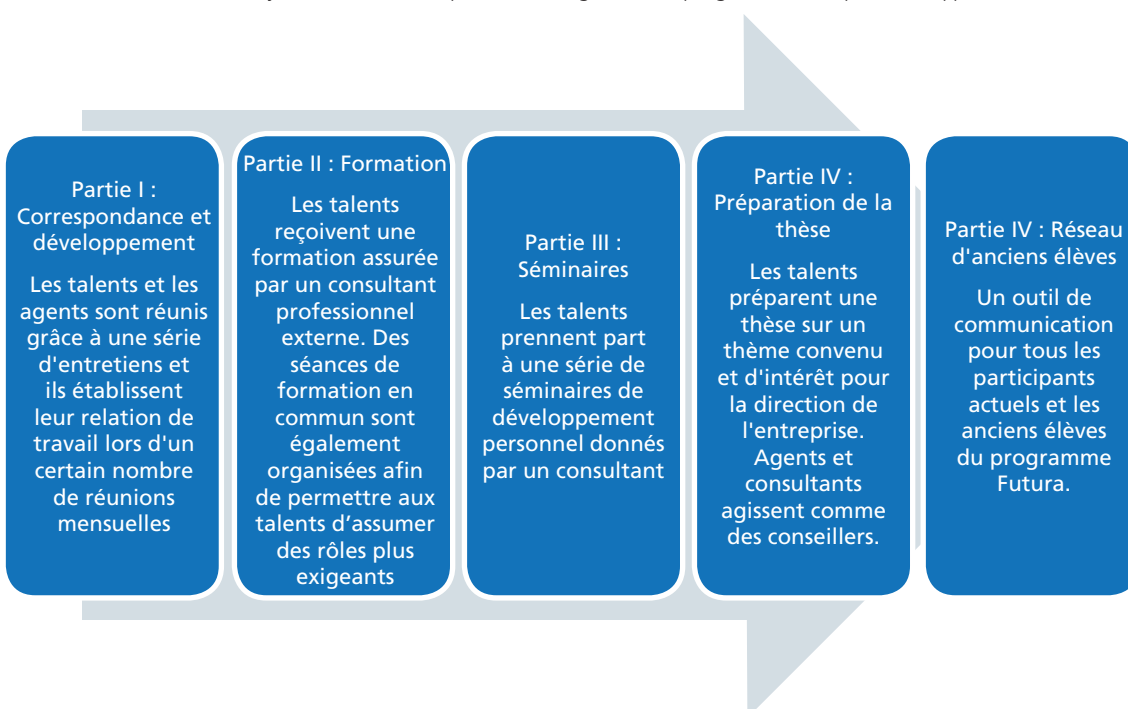 Partie I :
Correspondance et
développement
Les talents et les
agents sont réunis
grâce à une série
d'entretiens et
ils établissent
leur relation de
travail lors d'un
certain nombre
de réunions
mensuelles
Partie II : Formation
Les talents
reçoivent une
formation assurée
par un consultant
professionnel
externe. Des
séances de
formation en
commun sont
également
organisées afin
de permettre aux
talents d’assumer
des rôles plus
exigeants
Partie III :
Séminaires
Les talents
prennent part
à une série de
séminaires de
développement
personnel donnés
par un consultant
Partie IV :
Préparation de la
thèse
Les talents
préparent une
thèse sur un
thème convenu
et d'intérêt pour
la direction de
l'entreprise.
Agents et
consultants
agissent comme
des conseillers.
Partie IV : Réseau
d'anciens élèves
Un outil de
communication
pour tous les
participants
actuels et les
anciens élèves
du programme
Futura.